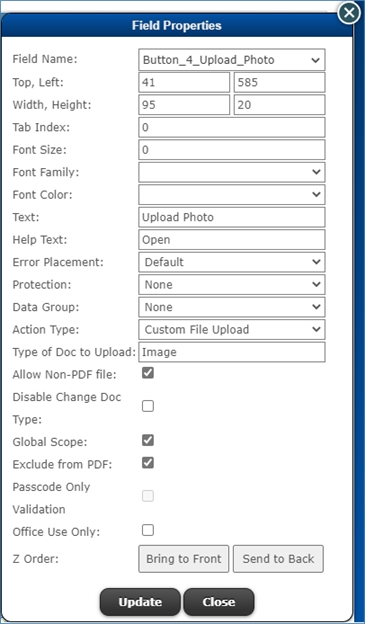 Field Properties
Field Name: Button_4_Upload_Photo
Top, Left: 41 585
Width, Height: 95 20
Tab Index: 0
Font Size: 0
Font Family:
Font Color:
Text: Upload Photo
Help Text: Open
Error Placement: Default
Protection: None
Data Group: None
Action Type: Custom File Upload
Type of Doc to Upload: Image
Allow Non-PDF file:
Disable Change Doc
Type:
Global Scope:
Exclude from PDF:
Passcode Only
Validation
Office Use Only:
Z Order: Bring to Front Send to Back
Update Close